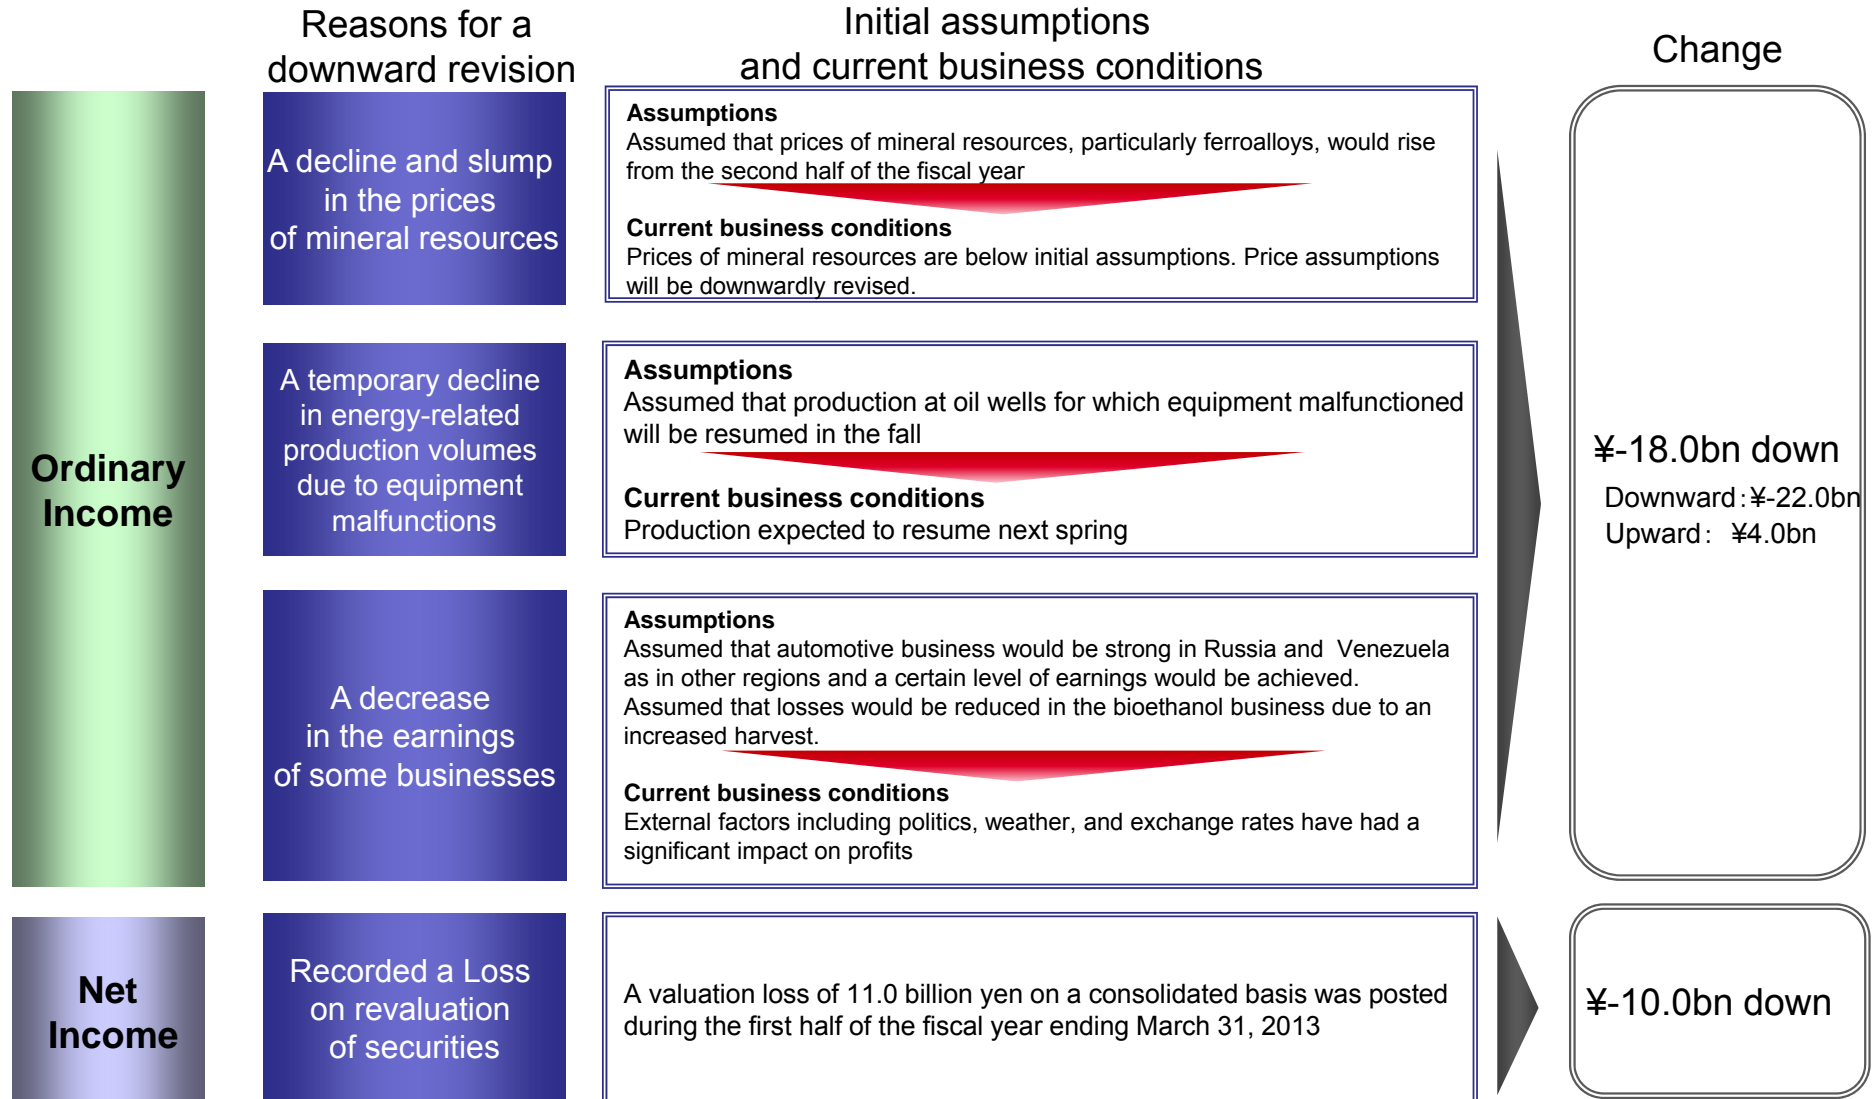 Reasons for a
downward revision
Initial assumptions
and current business conditions
Change
Ordinary
Income
A decline and slump
in the prices
of mineral resources
Assumptions
Assumed that prices of mineral resources, particularly ferroalloys, would rise
from the second half of the fiscal year
Current business conditions
Prices of mineral resources are below initial assumptions. Price assumptions
will be downwardly revised.
A temporary decline
in energy-related
production volumes
due to equipment
malfunctions
Assumptions
Assumed that production at oil wells for which equipment malfunctioned
will be resumed in the fall
Current business conditions
Production expected to resume next spring
A decrease
in the earnings
of some businesses
Assumptions
Assumed that automotive business would be strong in Russia and Venezuela
as in other regions and a certain level of earnings would be achieved.
Assumed that losses would be reduced in the bioethanol business due to an
increased harvest.
Current business conditions
External factors including politics, weather, and exchange rates have had a
significant impact on profits
¥-18.0bn down
Downward:¥-22.0bn
Upward: ¥4.0bn
Net
Income
Recorded a Loss
on revaluation
of securities
A valuation loss of 11.0 billion yen on a consolidated basis was posted
during the first half of the fiscal year ending March 31, 2013
¥-10.0bn down